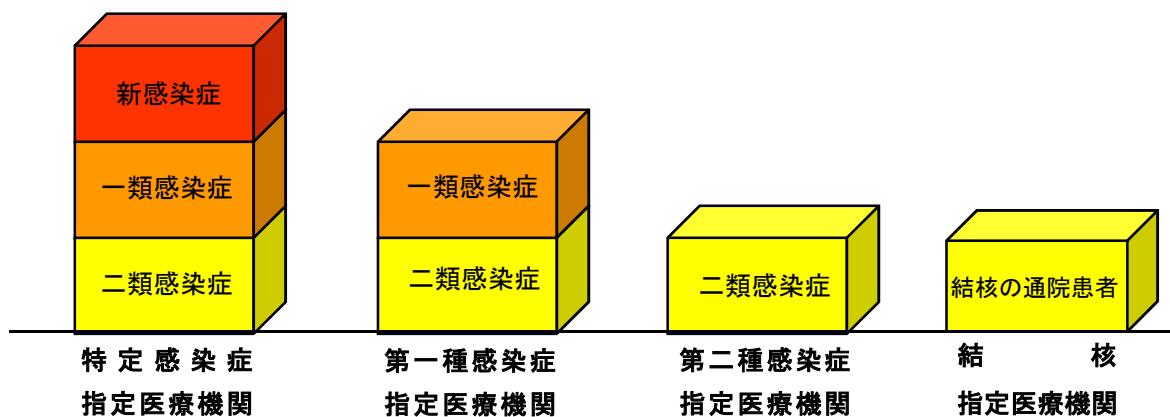 新感染症
一類感染症
二類感染症
一類感染症
二類感染症
二類感染症
結核の通院患者
特定感染症
指定医療機関
第一種感染症
指定医療機関
第二種感染症
指定医療機関
結　核
指定医療機関